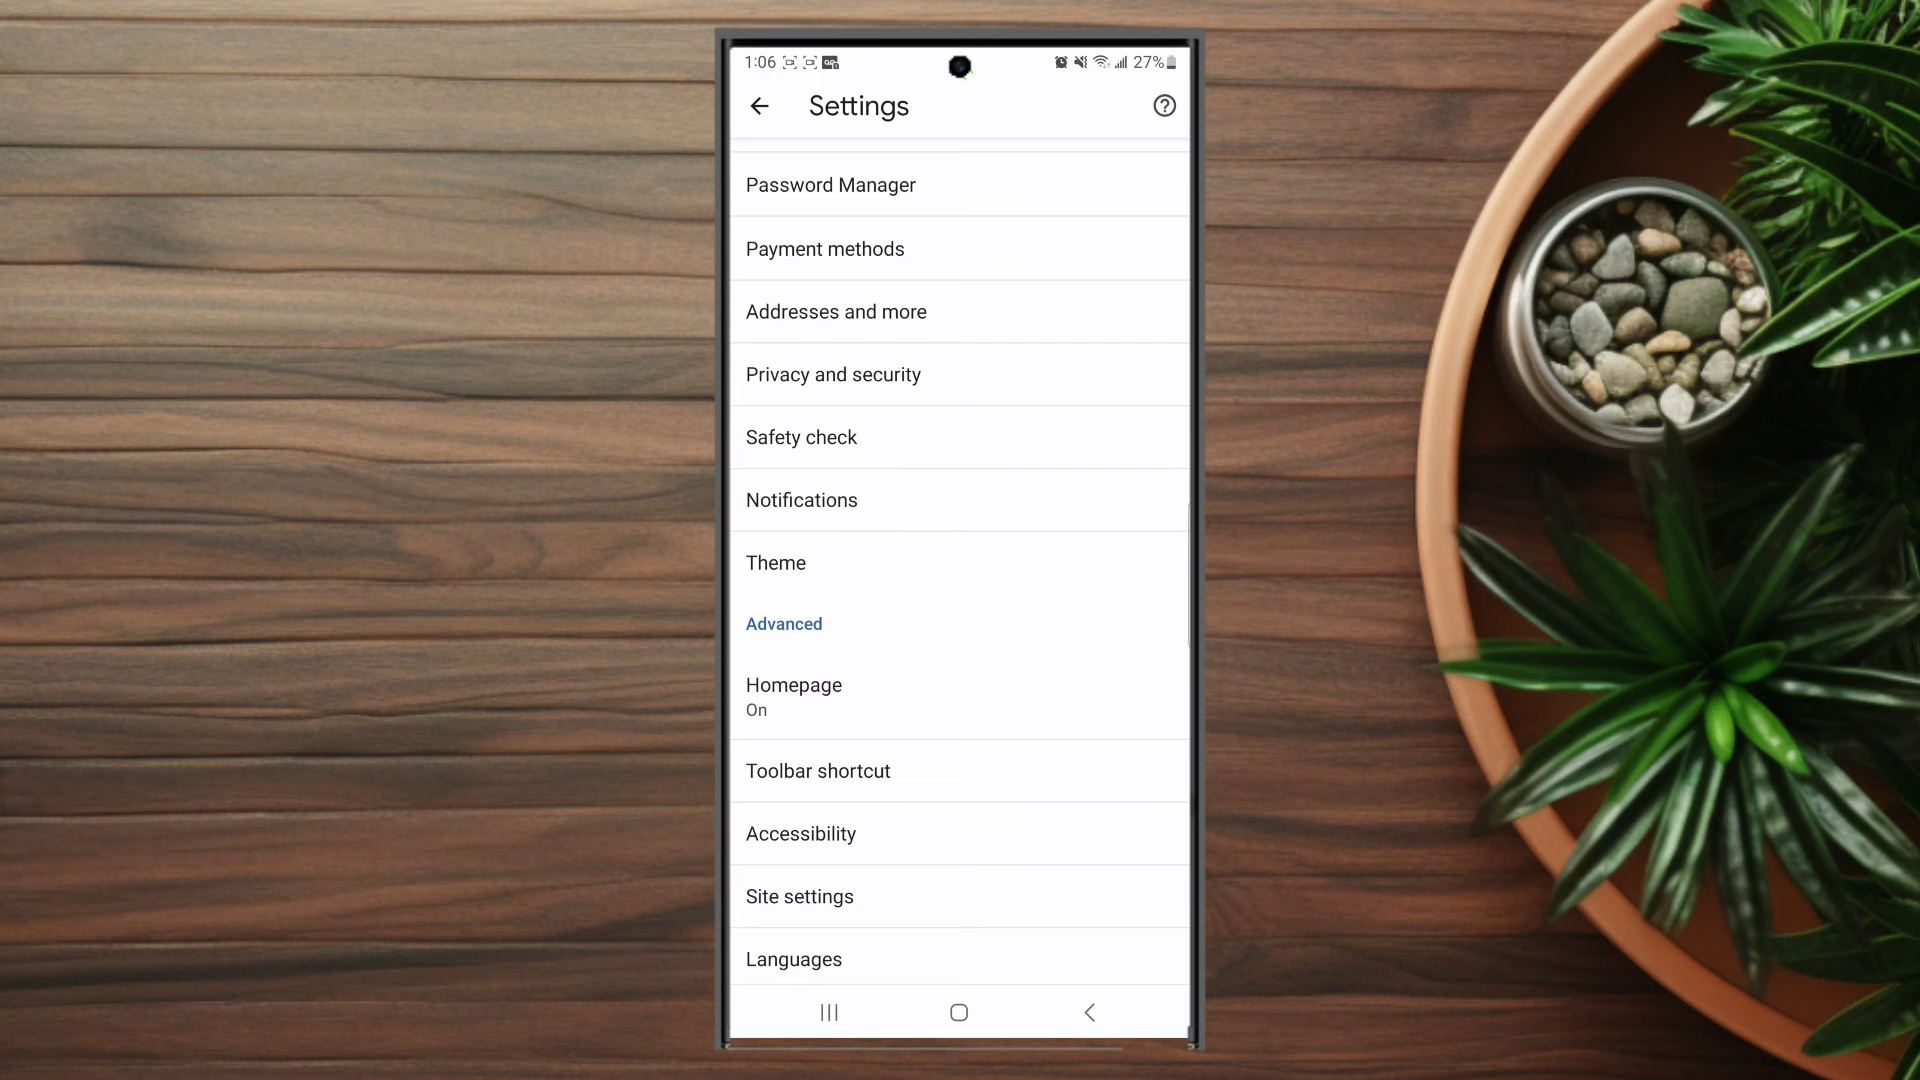 1:06 27%
Settings
Password Manager
Payment methods
Addresses and more
Privacy and security
Safety check
Notifications
Theme
Advanced
Homepage
On
Toolbar shortcut
Accessibility
Site settings
Languages